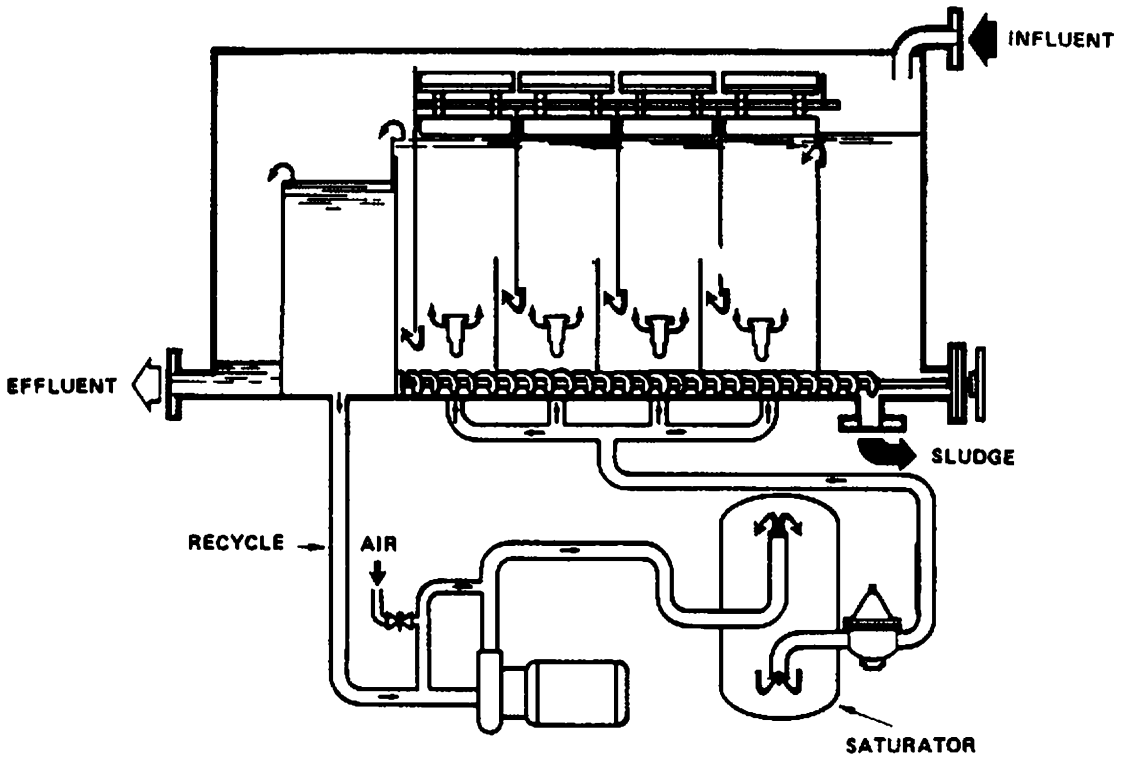 INFLUENT
EFFLUENT
SLUDGE
RECYCLE
AIR
SATURATOR